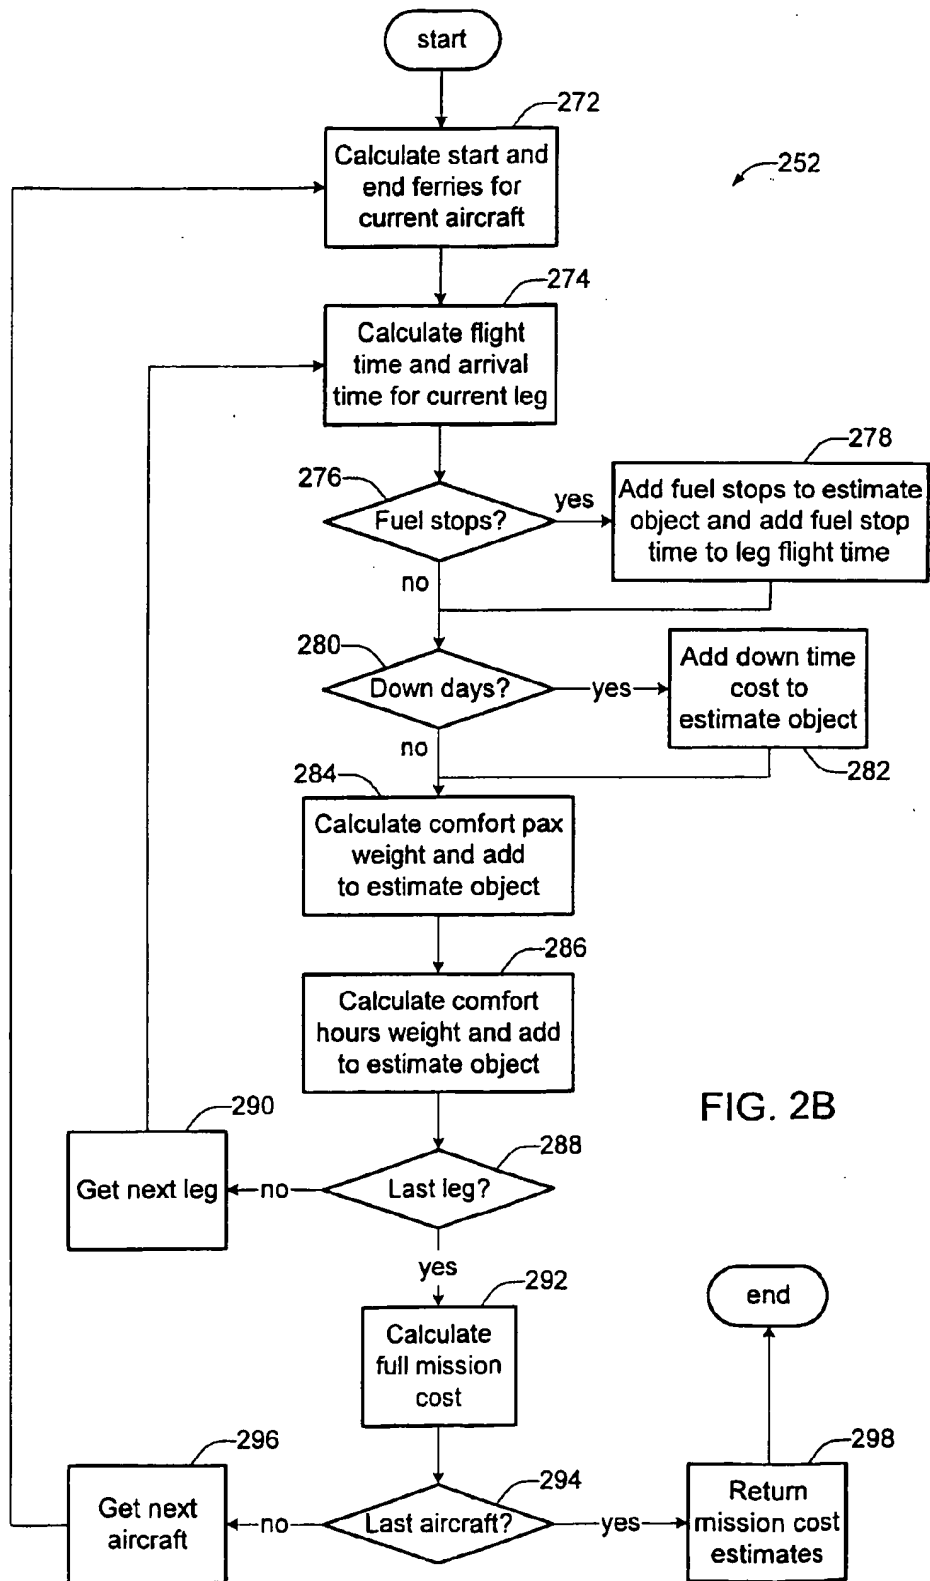 start
272
Calculate start and
end ferries for
current aircraft
252
274
Calculate flight
time and arrival
time for current leg
276
Fuel stops?
yes
no
278
Add fuel stops to estimate
object and add fuel stop
time to leg flight time
280
Down days?
yes
no
Add down time
cost to
estimate object
282
284
Calculate comfort pax
weight and add
to estimate object
286
Calculate comfort
hours weight and add
to estimate object
FIG. 2B
290
Get next leg
no
288
Last leg?
yes
292
Calculate
full mission
cost
end
296
Get next
aircraft
no
294
Last aircraft?
yes
298
Return
mission cost
estimates